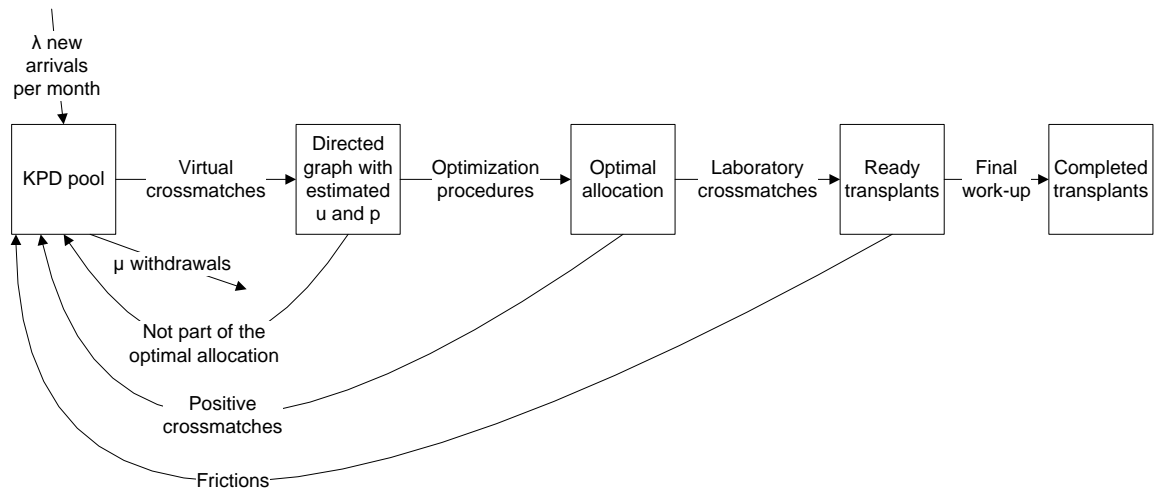 λ new
arrivals
per month
KPD pool
Virtual
crossmatches
Directed
graph with
estimated
u and p
Optimization
procedures
Optimal
allocation
Laboratory
crossmatches
Ready
transplants
Final
work-up
Completed
transplants
μ withdrawals
Not part of the
optimal allocation
Positive
crossmatches
Frictions